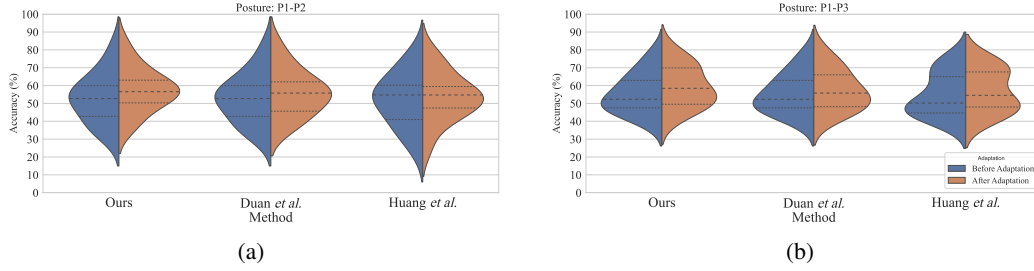 Posture: P1-P2
Accuracy (%)
100
90
80
70
60
50
40
30
20
10
0
Ours
Duan et al.
Huang et al.
Method
(a)
Posture: P1-P3
Accuracy (%)
100
90
80
70
60
50
40
30
20
10
0
Adaptation
Before Adaptation
After Adaptation
Ours
Duan et al.
Huang et al.
Method
(b)